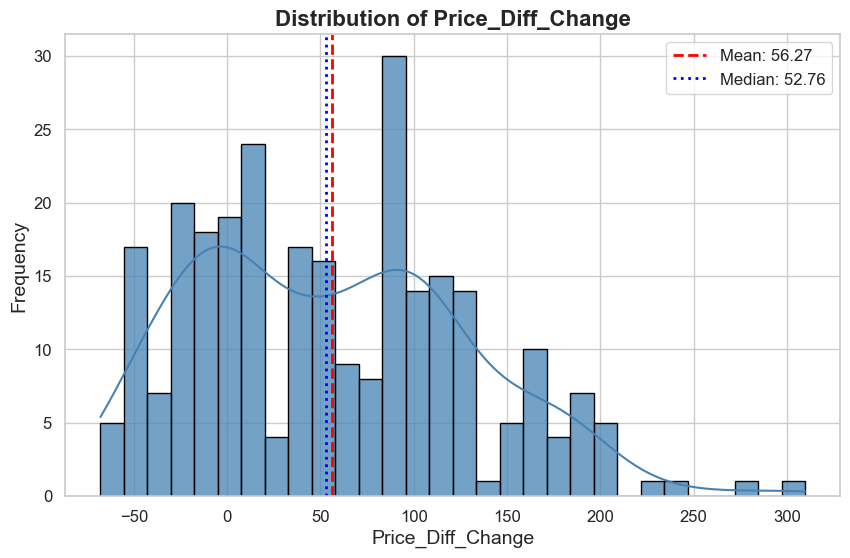 Distribution of Price_Diff_Change
Mean: 56.27
Median: 52.76
Frequency
30
25
20
15
10
5
0
−50 0 50 100 150 200 250 300
Price_Diff_Change